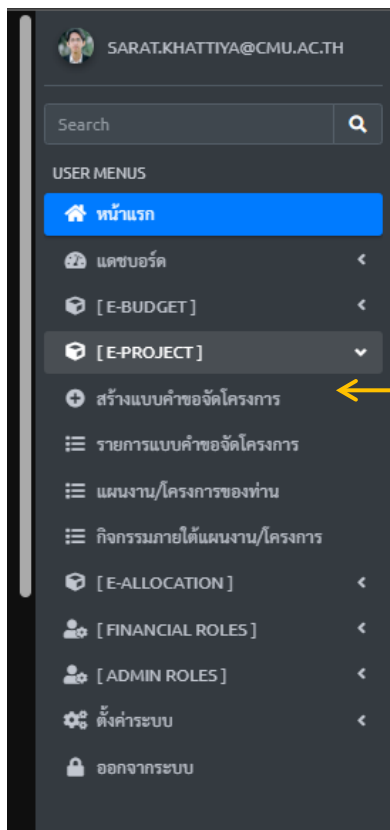 SARAT.KHATTIYA@CMU.AC.TH
Search
USER MENUS
หน้าแรก
แดชบอร์ด
[ E-BUDGET ]
[ E-PROJECT ]
สร้างแบบคำขอจัดโครงการ
รายการแบบคำขอจัดโครงการ
แผนงาน/โครงการของท่าน
กิจกรรมภายใต้แผนงาน/โครงการ
[ E-ALLOCATION ]
[ FINANCIAL ROLES ]
[ ADMIN ROLES ]
ตั้งค่าระบบ
ออกจากระบบ